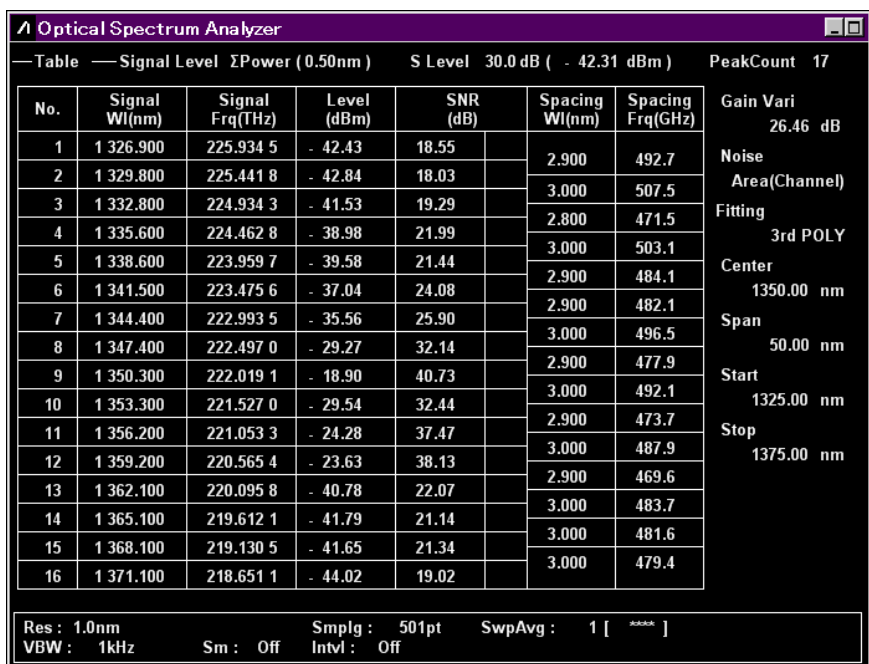 Optical Spectrum Analyzer
Table Signal Level ΣPower ( 0.50nm ) S Level 30.0 dB ( - 42.31 dBm ) PeakCount 17
No. Signal Wl(nm) Signal Frq(THz) Level (dBm) SNR (dB) Spacing Wl(nm) Spacing Frq(GHz)
1 1 326.900 225.934 5 - 42.43 18.55
2.900 492.7
2 1 329.800 225.441 8 - 42.84 18.03
3.000 507.5
3 1 332.800 224.934 3 - 41.53 19.29
2.800 471.5
4 1 335.600 224.462 8 - 38.98 21.99
3.000 503.1
5 1 338.600 223.959 7 - 39.58 21.44
2.900 484.1
6 1 341.500 223.475 6 - 37.04 24.08
2.900 482.1
7 1 344.400 222.993 5 - 35.56 25.90
3.000 496.5
8 1 347.400 222.497 0 - 29.27 32.14
2.900 477.9
9 1 350.300 222.019 1 - 18.90 40.73
3.000 492.1
10 1 353.300 221.527 0 - 29.54 32.44
2.900 473.7
11 1 356.200 221.053 3 - 24.28 37.47
3.000 487.9
12 1 359.200 220.565 4 - 23.63 38.13
2.900 469.6
13 1 362.100 220.095 8 - 40.78 22.07
3.000 483.7
14 1 365.100 219.612 1 - 41.79 21.14
3.000 481.6
15 1 368.100 219.130 5 - 41.65 21.34
3.000 479.4
16 1 371.100 218.651 1 - 44.02 19.02
Gain Vari
26.46 dB
Noise
Area(Channel)
Fitting
3rd POLY
Center
1350.00 nm
Span
50.00 nm
Start
1325.00 nm
Stop
1375.00 nm
Res : 1.0nm Smplg : 501pt SwpAvg : 1 [ **** ]
VBW : 1kHz Sm : Off Intvl : Off